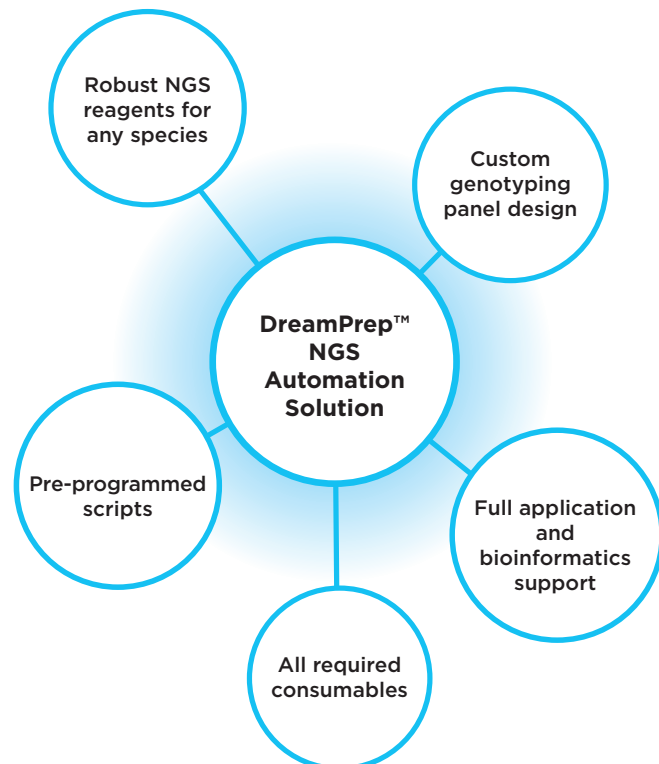 Robust NGS
reagents for
any species
Custom
genotyping
panel design
DreamPrep™
NGS
Automation
Solution
Pre-programmed
scripts
Full application
and
bioinformatics
support
All required
consumables